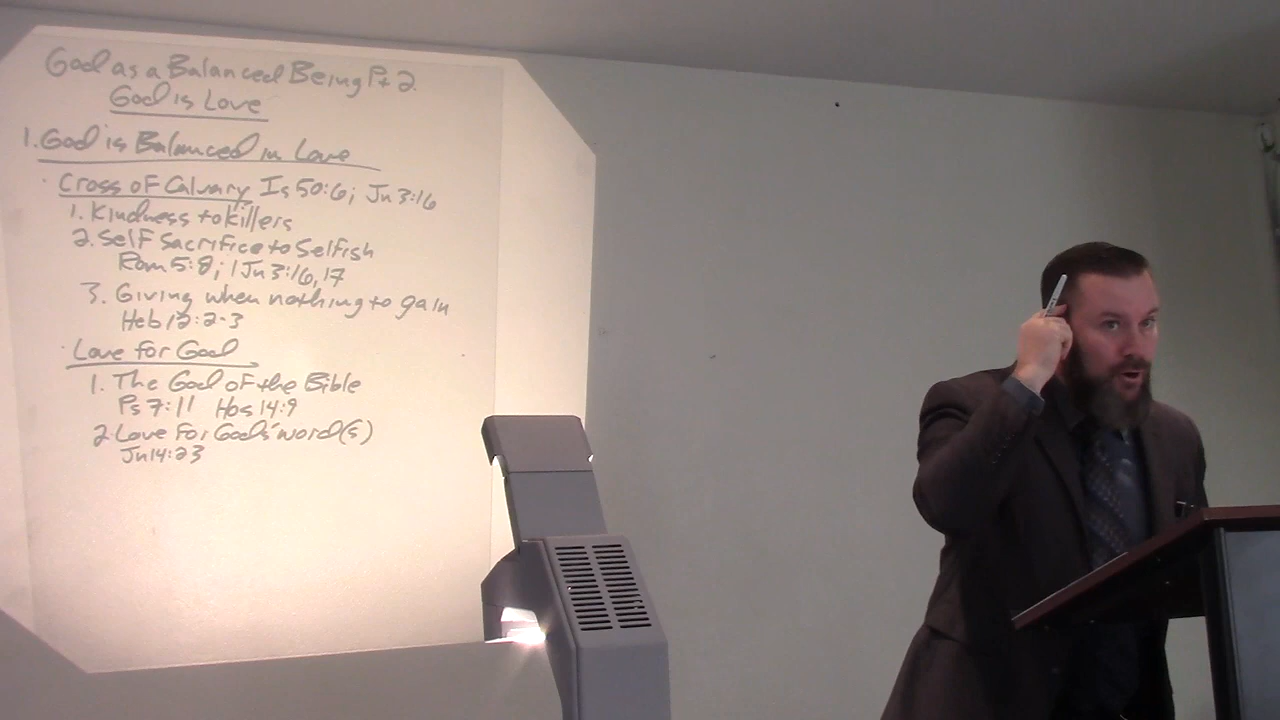 God as a Balanced Being Pt 2
God is Love
1. God is Balanced in Love
· Cross of Calvary Is 50:6; Jn 3:16
1. Kindness to killers
2. Self Sacrifice to Selfish
Rom 5:8; 1 Jn 3:16,17
3. Giving when nothing to gain
Heb 12:2-3
· Love for God
1. The God of the Bible
Ps 7:11 Hos 14:9
2. Love for God's word(s)
Jn 14:23